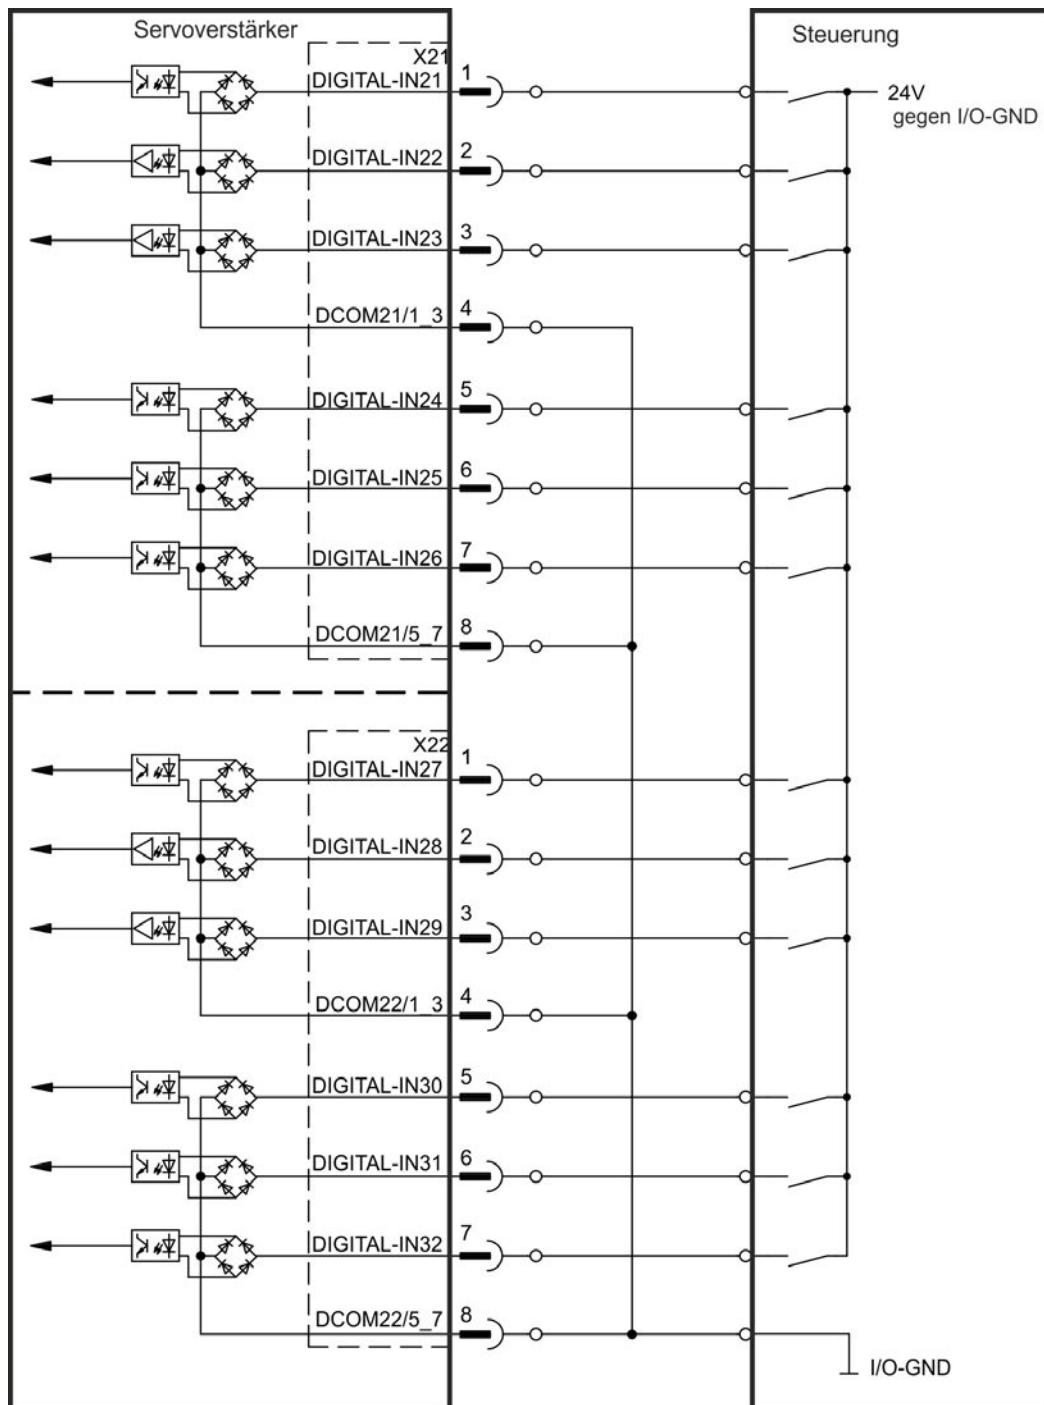 Servoverstärker
Steuerung
X21
DIGITAL-IN21
1
24V
gegen I/O-GND
DIGITAL-IN22
2
DIGITAL-IN23
3
DCOM21/1_3
4
DIGITAL-IN24
5
DIGITAL-IN25
6
DIGITAL-IN26
7
DCOM21/5_7
8
X22
DIGITAL-IN27
1
DIGITAL-IN28
2
DIGITAL-IN29
3
DCOM22/1_3
4
DIGITAL-IN30
5
DIGITAL-IN31
6
DIGITAL-IN32
7
DCOM22/5_7
8
I/O-GND